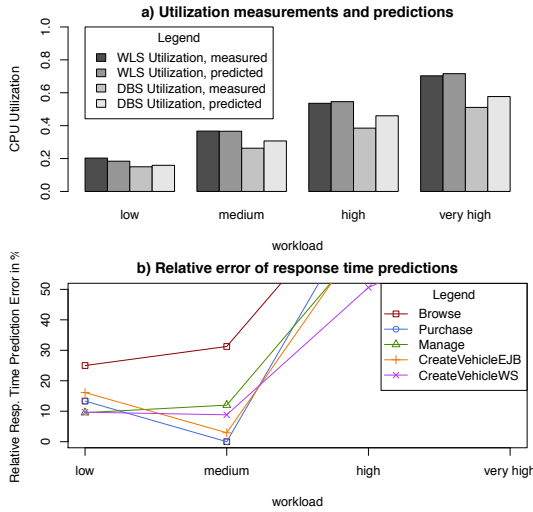 a) Utilization measurements and predictions
CPU Utilization
0.0 0.2 0.4 0.6 0.8 1.0
Legend
WLS Utilization, measured
WLS Utilization, predicted
DBS Utilization, measured
DBS Utilization, predicted
low medium high very high
workload
b) Relative error of response time predictions
Relative Resp. Time Prediction Error in %
50
40
30
20
10
0
Legend
Browse
Purchase
Manage
CreateVehicleEJB
CreateVehicleWS
low medium high very high
workload